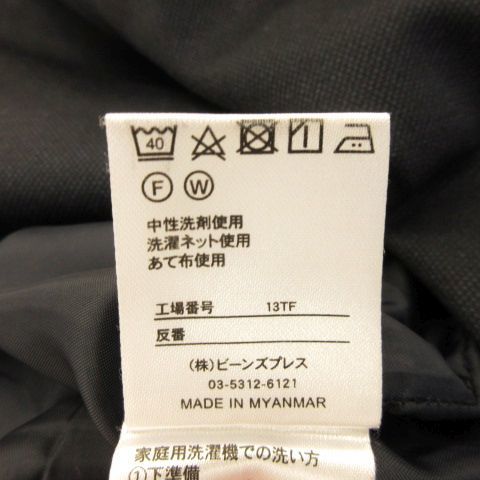 40
F W
中性洗剤使用
洗濯ネット使用
あて布使用
工場番号 13TF
反番
(株)ビーンズプレス
03-5312-6121
MADE IN MYANMAR
家庭用洗濯機での洗い方
①下準備